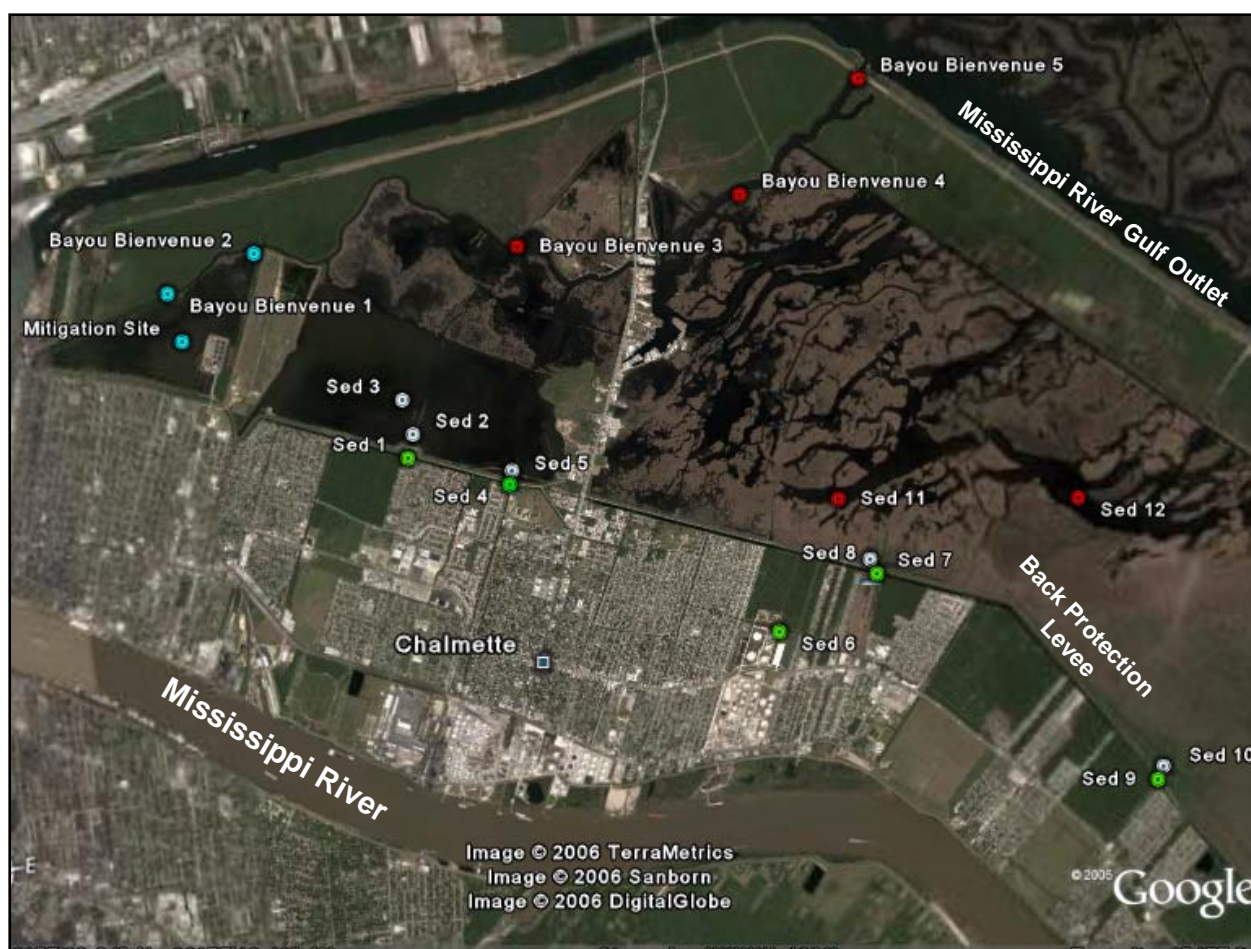 Bayou Bienvenue 5
Mississippi River Gulf Outlet
Bayou Bienvenue 4
Bayou Bienvenue 2
Bayou Bienvenue 3
Bayou Bienvenue 1
Mitigation Site
Sed 3
Sed 2
Sed 1
Sed 5
Sed 4
Sed 11
Sed 12
Sed 8
Sed 7
Back Protection
Levee
Sed 6
Chalmette
Mississippi River
Sed 10
Sed 9
Image © 2006 TerraMetrics
Image © 2006 Sanborn
Image © 2006 DigitalGlobe
E
© 2005 Google